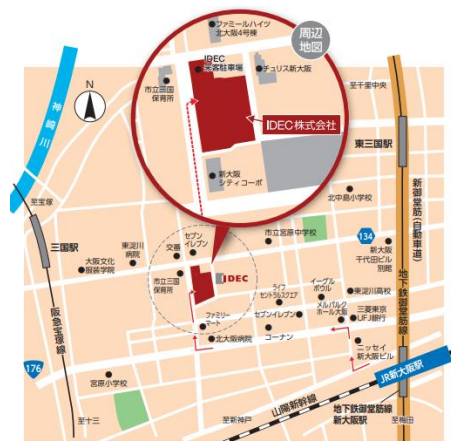 ファミールハイツ
北大阪4号棟
周辺
地図
IDEC
来客駐車場
チュリス新大阪
市立三国
保育所
IDEC株式会社
新大阪
シティコーポ
N
神崎川
至千里中央
東三国駅
新御堂筋(自動車道)
北中島小学校
至宝塚
三国駅
大阪文化
服装学院
東淀川
病院
交番
セブン
イレブン
市立宮原中学校
134
新大阪
千代田ビル
別館
市立三国
保育所
IDEC
ライフ
セントラルスクエア
イーグル
ボウル
東淀川高校
セブンイレブン
メルパルク
ホール大阪
三菱東京
UFJ銀行
ファミリー
マート
北大阪病院
コーナン
ニッセイ
新大阪ビル
阪急宝塚線
176
宮原小学校
地下鉄御堂筋線
JR新大阪駅
山陽新幹線
地下鉄御堂筋線
新大阪駅
至十三
至新神戸
至梅田